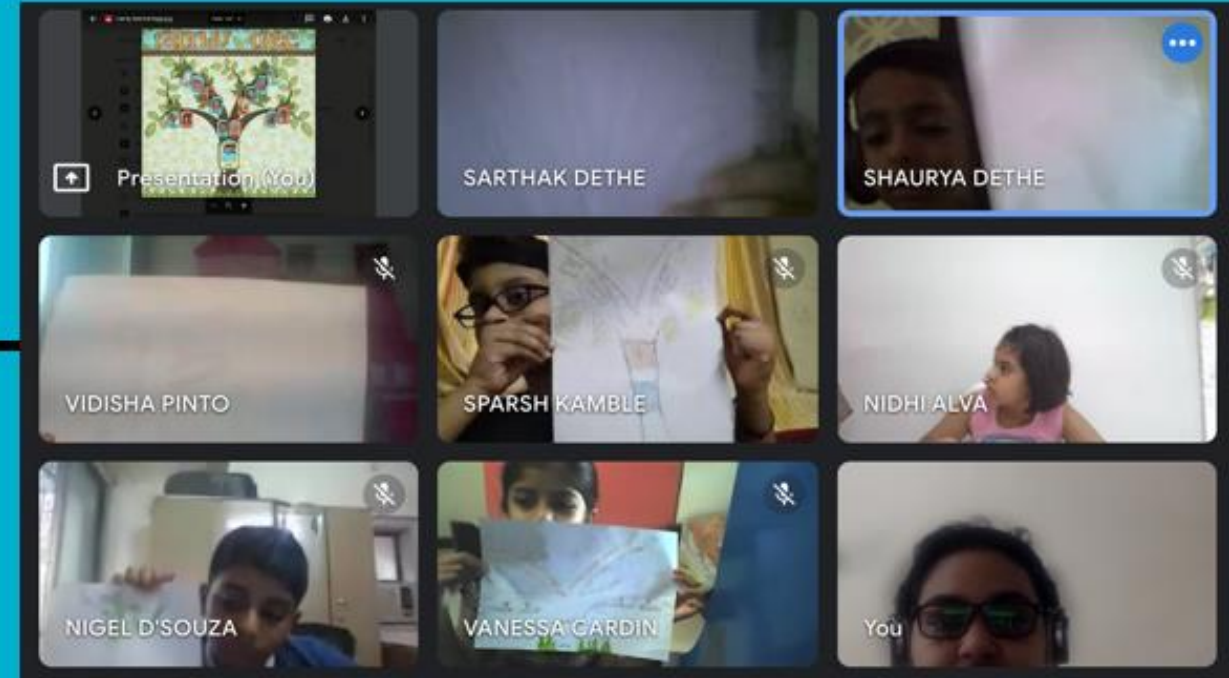 Presentation (You)
SARTHAK DETHE
SHAURYA DETHE
VIDISHA PINTO
SPARSH KAMBLE
NIDHI ALVA
NIGEL D'SOUZA
VANESSA CARDIN
You